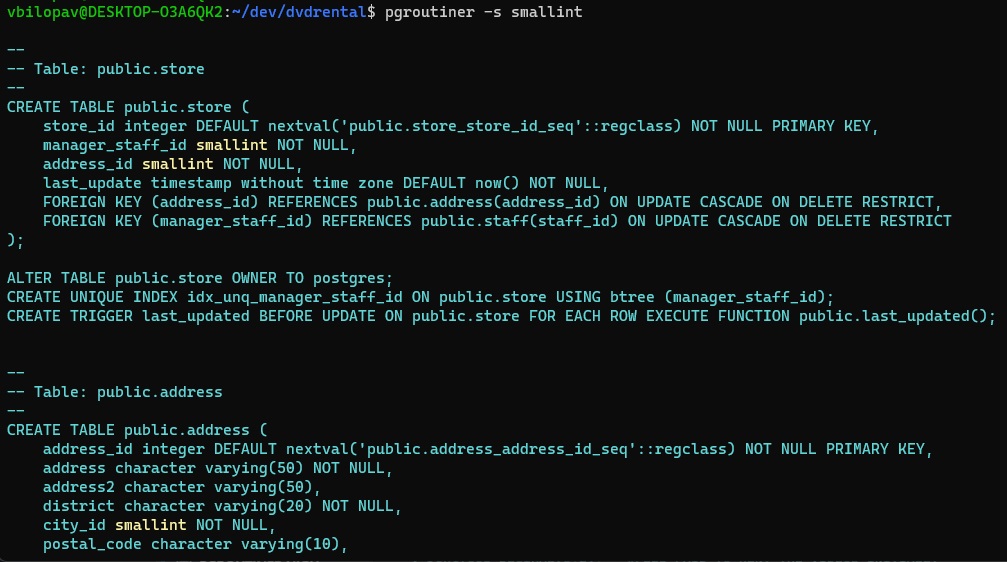 vbilopav@DESKTOP-O3A6QK2:~/dev/dvdrental$ pgroutiner -s smallint
--
-- Table: public.store
--
CREATE TABLE public.store (
    store_id integer DEFAULT nextval('public.store_store_id_seq'::regclass) NOT NULL PRIMARY KEY,
    manager_staff_id smallint NOT NULL,
    address_id smallint NOT NULL,
    last_update timestamp without time zone DEFAULT now() NOT NULL,
    FOREIGN KEY (address_id) REFERENCES public.address(address_id) ON UPDATE CASCADE ON DELETE RESTRICT,
    FOREIGN KEY (manager_staff_id) REFERENCES public.staff(staff_id) ON UPDATE CASCADE ON DELETE RESTRICT
);
ALTER TABLE public.store OWNER TO postgres;
CREATE UNIQUE INDEX idx_unq_manager_staff_id ON public.store USING btree (manager_staff_id);
CREATE TRIGGER last_updated BEFORE UPDATE ON public.store FOR EACH ROW EXECUTE FUNCTION public.last_updated();
--
-- Table: public.address
--
CREATE TABLE public.address (
    address_id integer DEFAULT nextval('public.address_address_id_seq'::regclass) NOT NULL PRIMARY KEY,
    address character varying(50) NOT NULL,
    address2 character varying(50),
    district character varying(20) NOT NULL,
    city_id smallint NOT NULL,
    postal_code character varying(10),